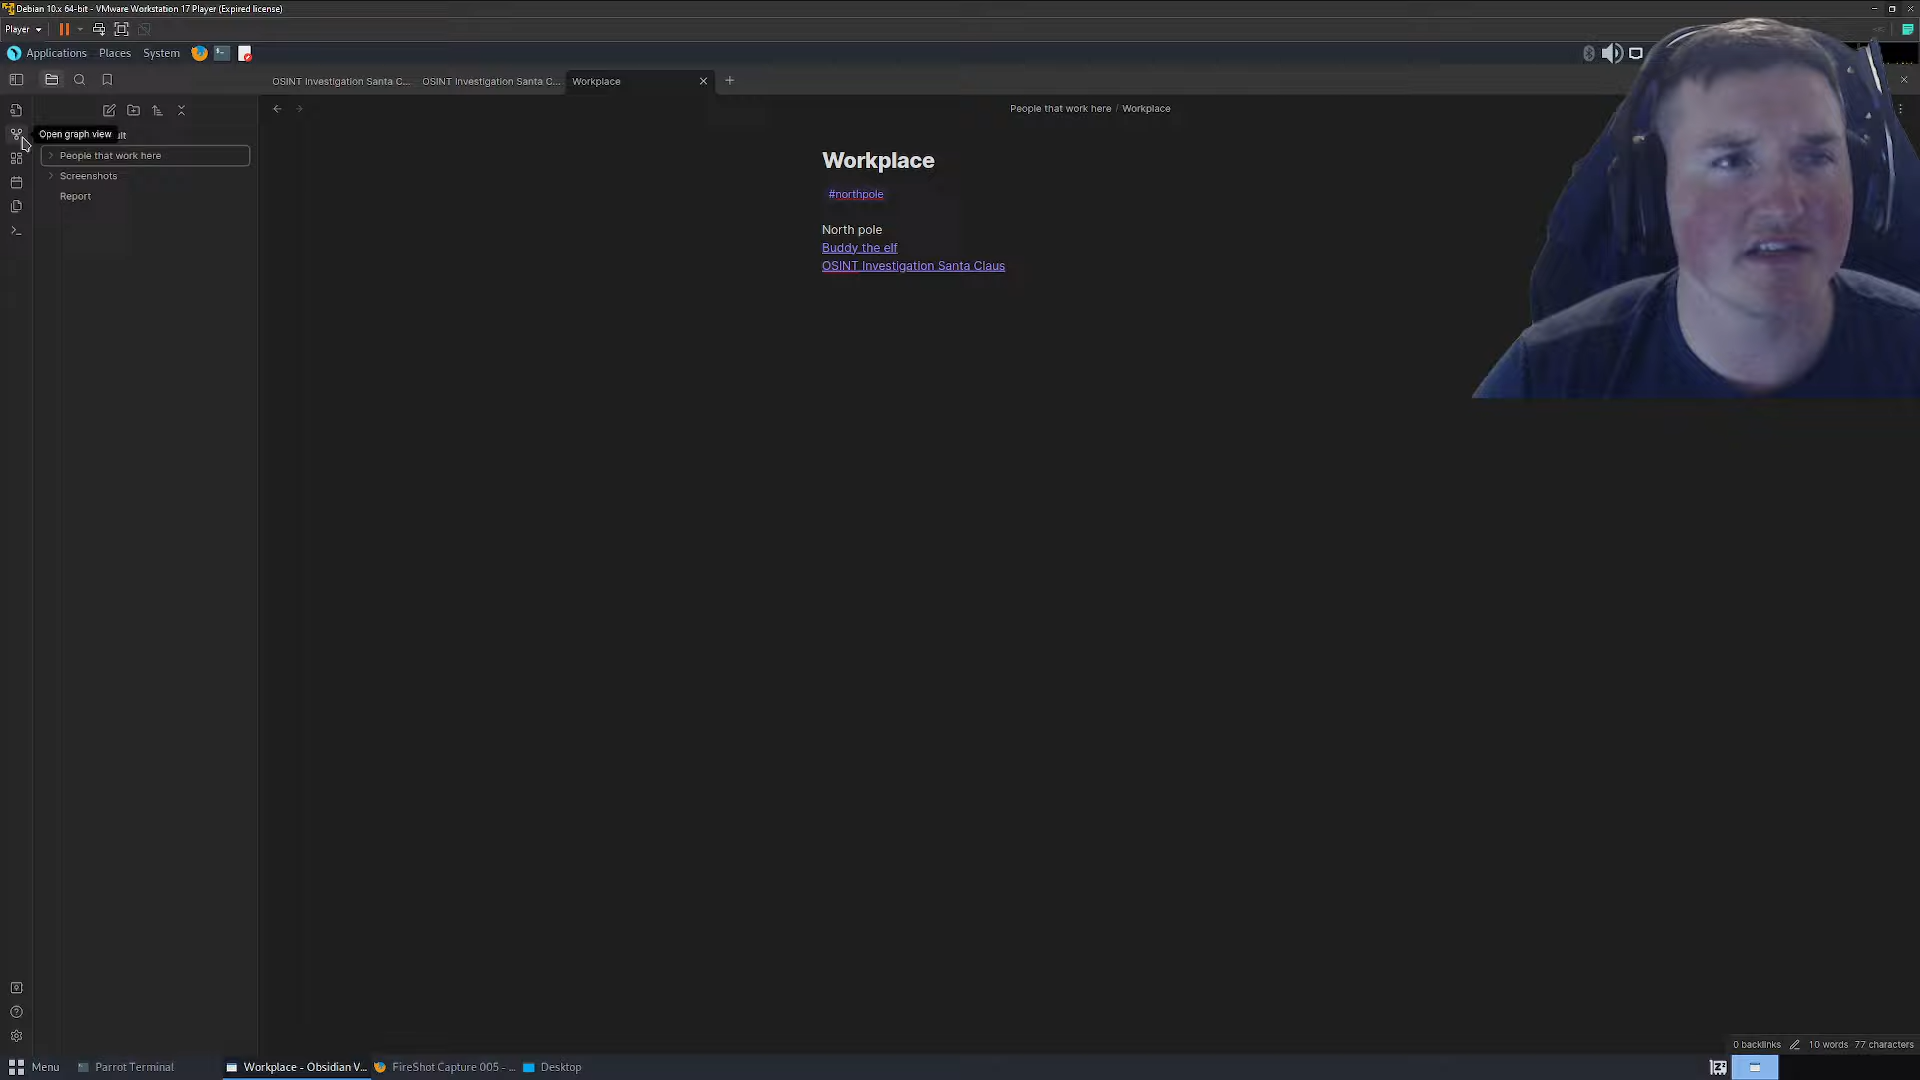 Debian 10.x 64-bit - VMware Workstation 17 Player (Expired license)
Player
Applications Places System
OSINT Investigation Santa C... OSINT Investigation Santa C... Workplace
People that work here / Workplace
Open graph view ult
People that work here
Screenshots
Report
Workplace
#northpole
North pole
Buddy the elf
OSINT Investigation Santa Claus
0 backlinks 10 words 77 characters
Menu Parrot Terminal Workplace - Obsidian V... FireShot Capture 005 - ... Desktop